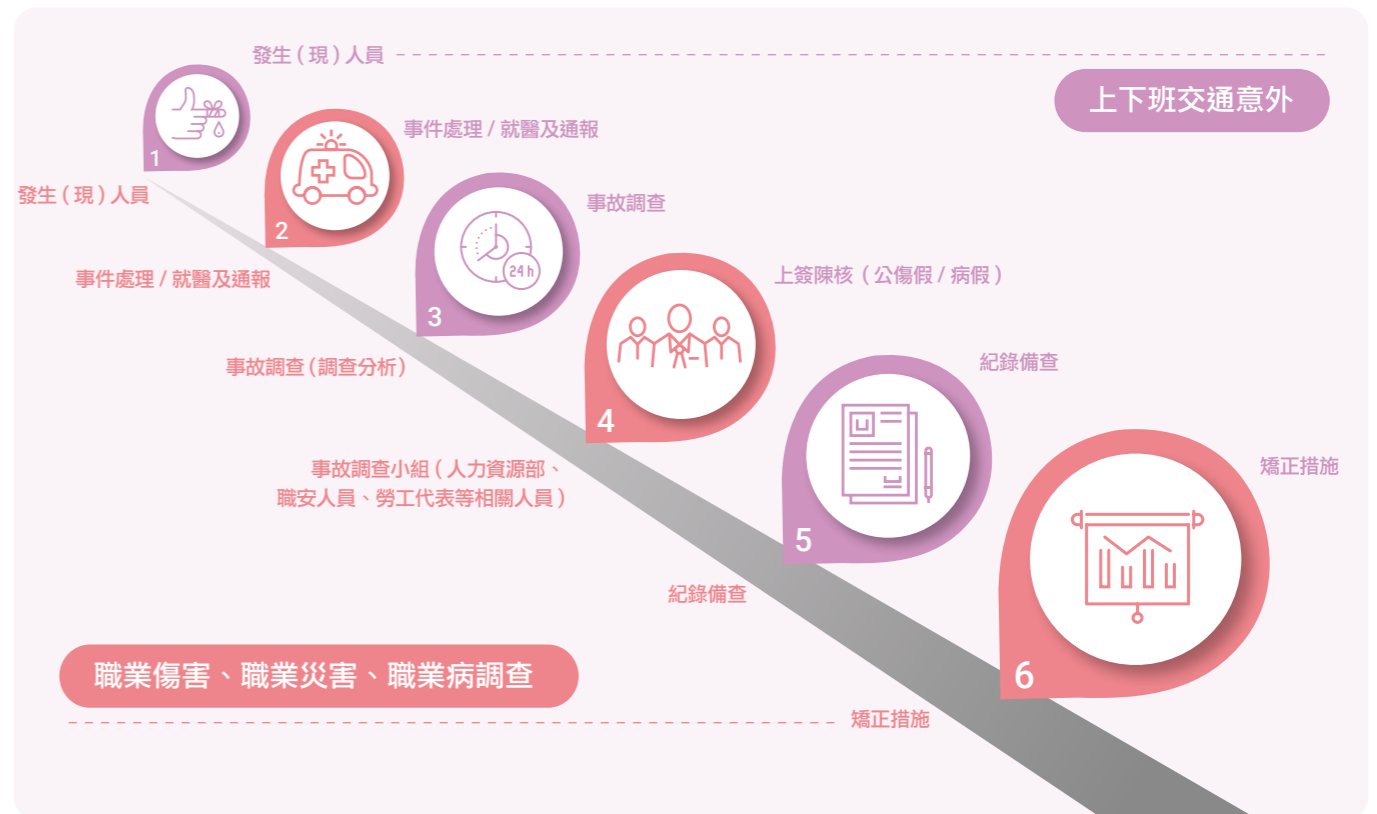 發生(現)人員
上下班交通意外
1
發生(現)人員
事件處理 / 就醫及通報
2
事件處理 / 就醫及通報
事故調查
24 h
3
事故調查(調查分析)
上簽陳核(公傷假 / 病假)
4
事故調查小組(人力資源部、
職安人員、勞工代表等相關人員)
紀錄備查
5
紀錄備查
矯正措施
6
職業傷害、職業災害、職業病調查
矯正措施